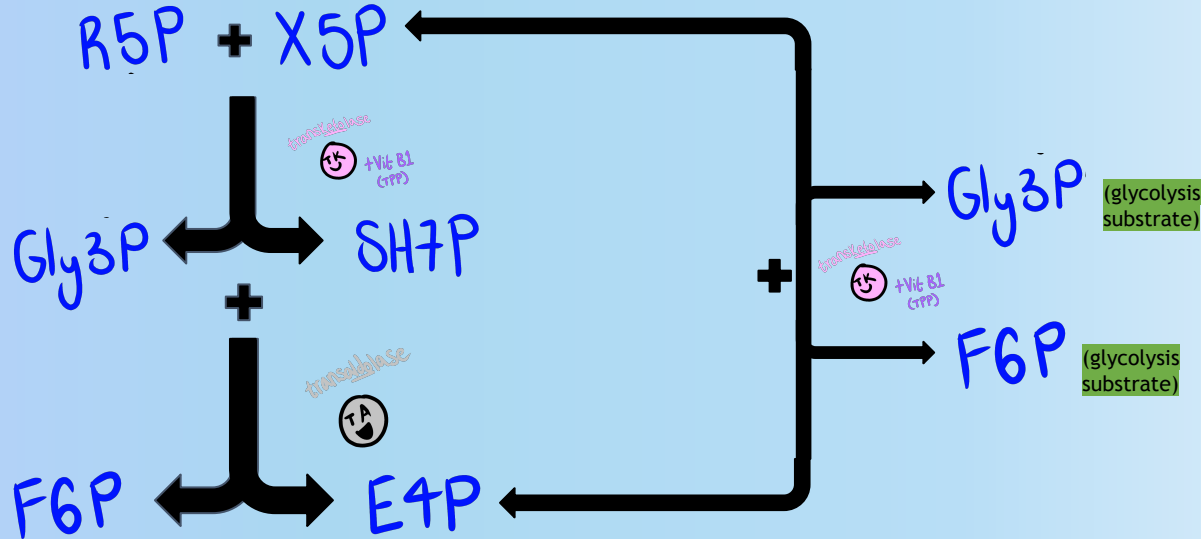 R5P + X5P
transketolase
TK
+Vit B1
(TPP)
Gly3P
SH7P
+
transaldolase
TA
F6P
E4P
+
Gly3P
(glycolysis
substrate)
transketolase
TK
+Vit B1
(TPP)
F6P
(glycolysis
substrate)